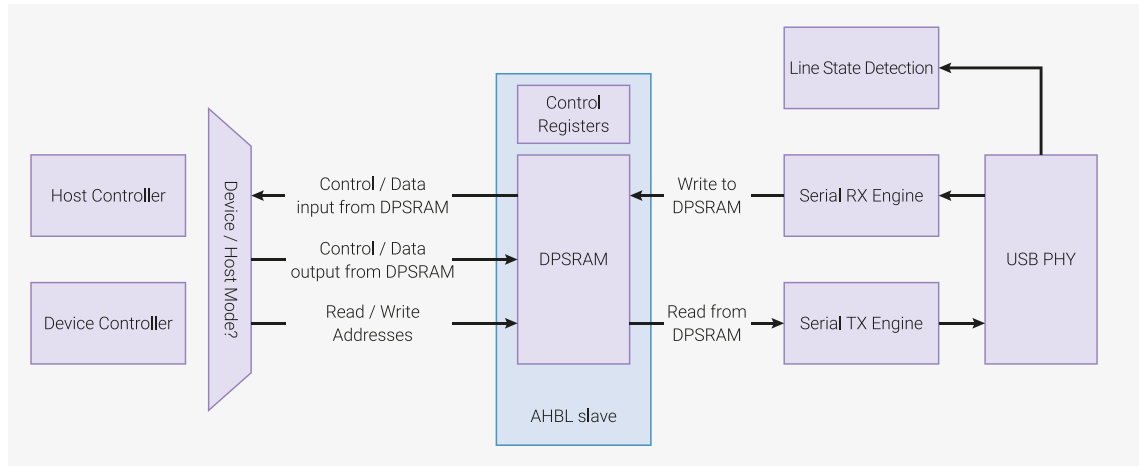 Line State Detection
Control
Registers
Host Controller
Device Controller
Device / Host Mode?
Control / Data
input from DPSRAM
Control / Data
output from DPSRAM
Read / Write
Addresses
DPSRAM
AHBL slave
Write to
DPSRAM
Read from
DPSRAM
Serial RX Engine
Serial TX Engine
USB PHY